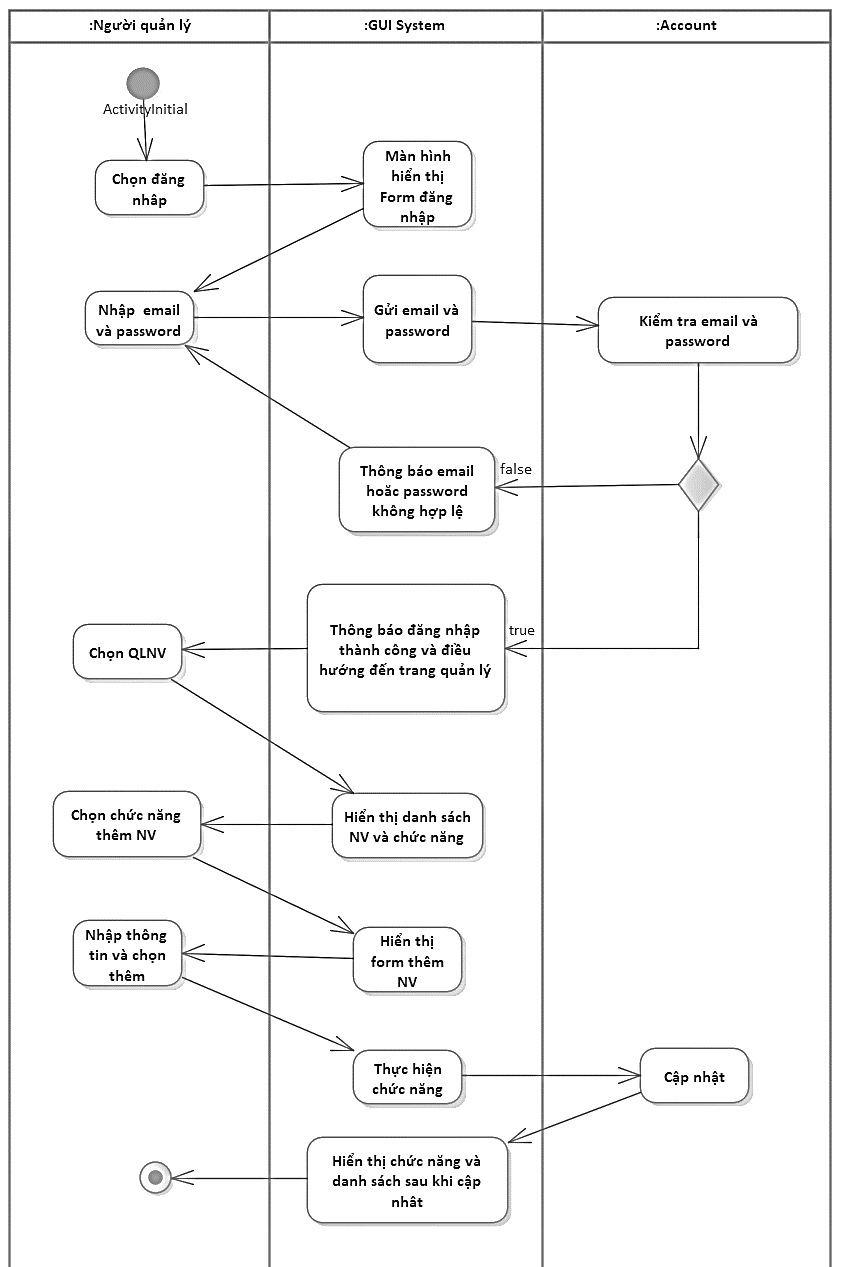 :Người quản lý
:GUI System
:Account
ActivityInitial
Chọn đăng
nhâp
Màn hình
hiển thị
Form đăng
nhập
Nhập email
và password
Gửi email và
password
Kiểm tra email và
password
Thông báo email
hoăc password
không hợp lệ
false
Thông báo đăng nhập
thành công và điều
hướng đến trang quản lý
true
Chọn QLNV
Hiển thị danh sách
NV và chức năng
Chọn chức năng
thêm NV
Hiển thị
form thêm
NV
Nhập thông
tin và chọn
thêm
Thực hiện
chức năng
Cập nhật
Hiển thị chức năng và
danh sách sau khi cập
nhât